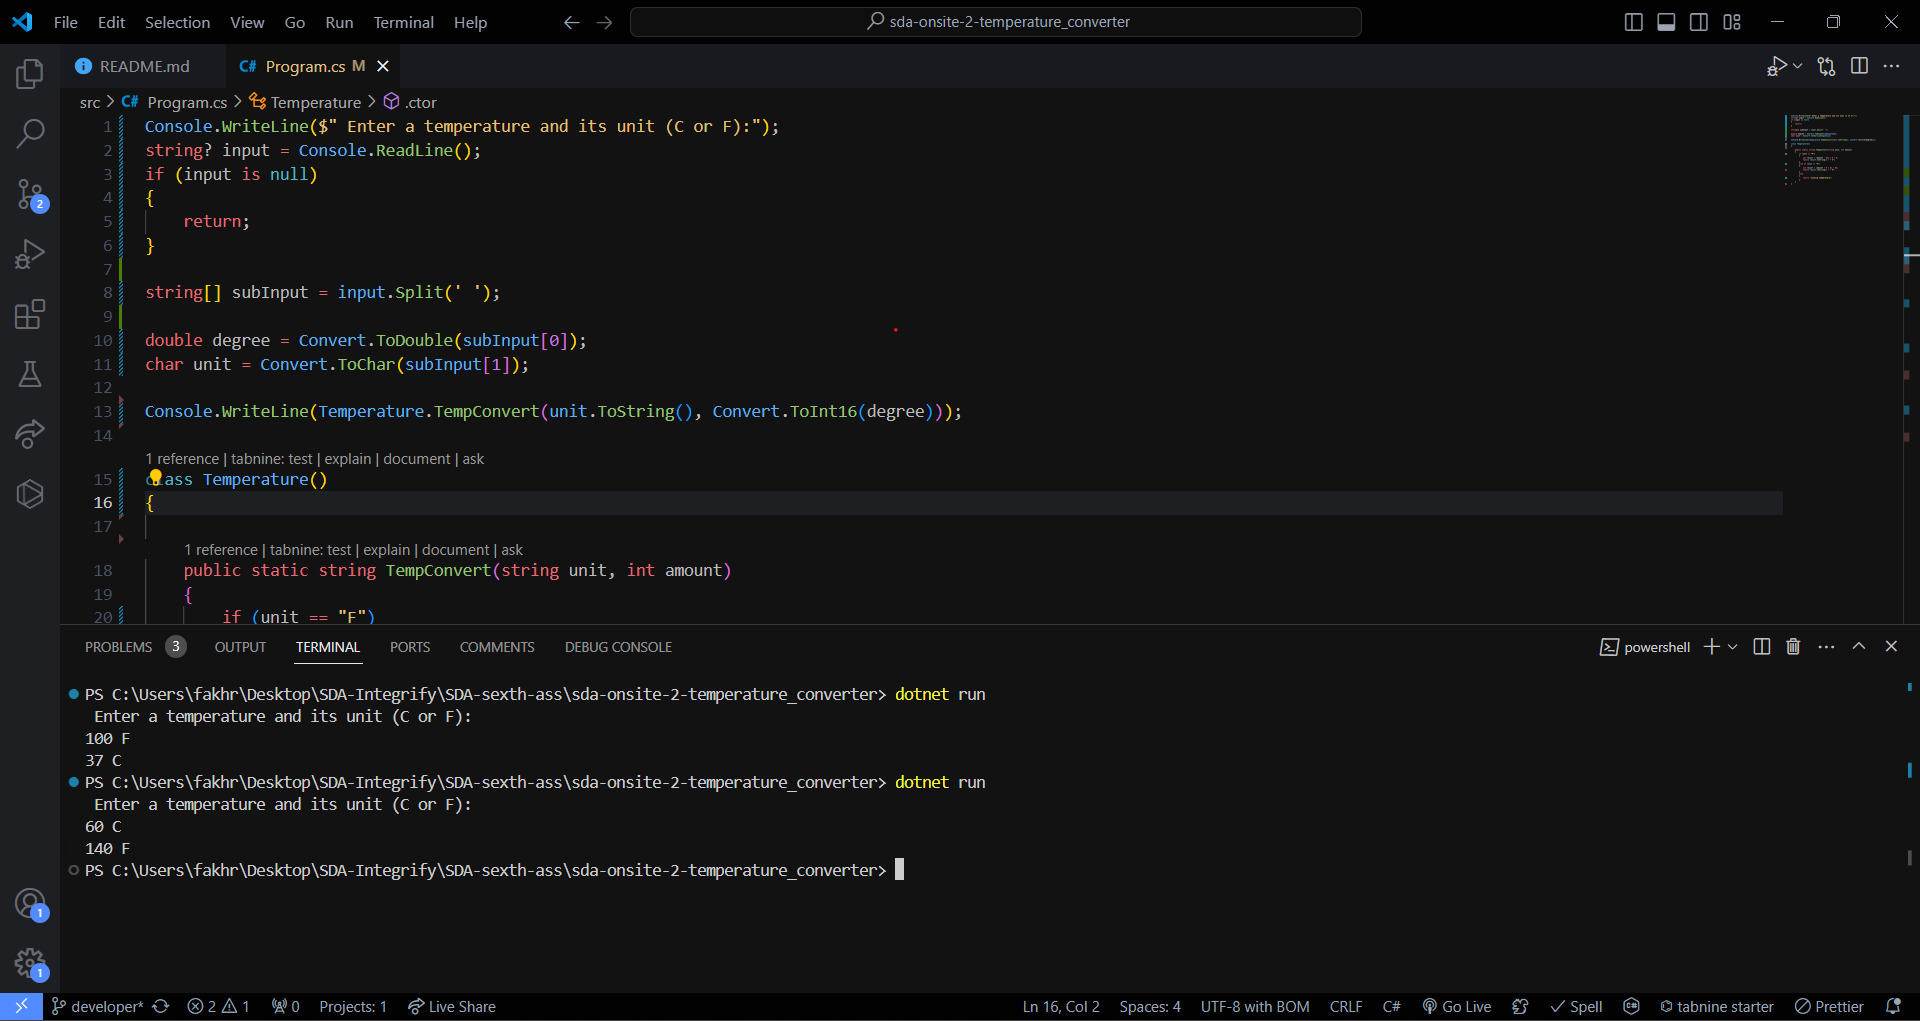 File Edit Selection View Go Run Terminal Help
sda-onsite-2-temperature_converter
README.md
C# Program.cs M
src > C# Program.cs > Temperature > .ctor
1 Console.WriteLine($" Enter a temperature and its unit (C or F):");
2 string? input = Console.ReadLine();
3 if (input is null)
4 {
5 return;
6 }
7
8 string[] subInput = input.Split(' ');
9
10 double degree = Convert.ToDouble(subInput[0]);
11 char unit = Convert.ToChar(subInput[1]);
12
13 Console.WriteLine(Temperature.TempConvert(unit.ToString(), Convert.ToInt16(degree)));
14
1 reference | tabnine: test | explain | document | ask
15 class Temperature()
16 {
17
1 reference | tabnine: test | explain | document | ask
18 public static string TempConvert(string unit, int amount)
19 {
20 if (unit == "F")
2
1
1
PROBLEMS 3 OUTPUT TERMINAL PORTS COMMENTS DEBUG CONSOLE
powershell
PS C:\Users\fakhr\Desktop\SDA-Integrify\SDA-sexth-ass\sda-onsite-2-temperature_converter> dotnet run
Enter a temperature and its unit (C or F):
100 F
37 C
PS C:\Users\fakhr\Desktop\SDA-Integrify\SDA-sexth-ass\sda-onsite-2-temperature_converter> dotnet run
Enter a temperature and its unit (C or F):
60 C
140 F
PS C:\Users\fakhr\Desktop\SDA-Integrify\SDA-sexth-ass\sda-onsite-2-temperature_converter>
developer* 2 1 0 Projects: 1 Live Share Ln 16, Col 2 Spaces: 4 UTF-8 with BOM CRLF C# Go Live Spell tabnine starter Prettier